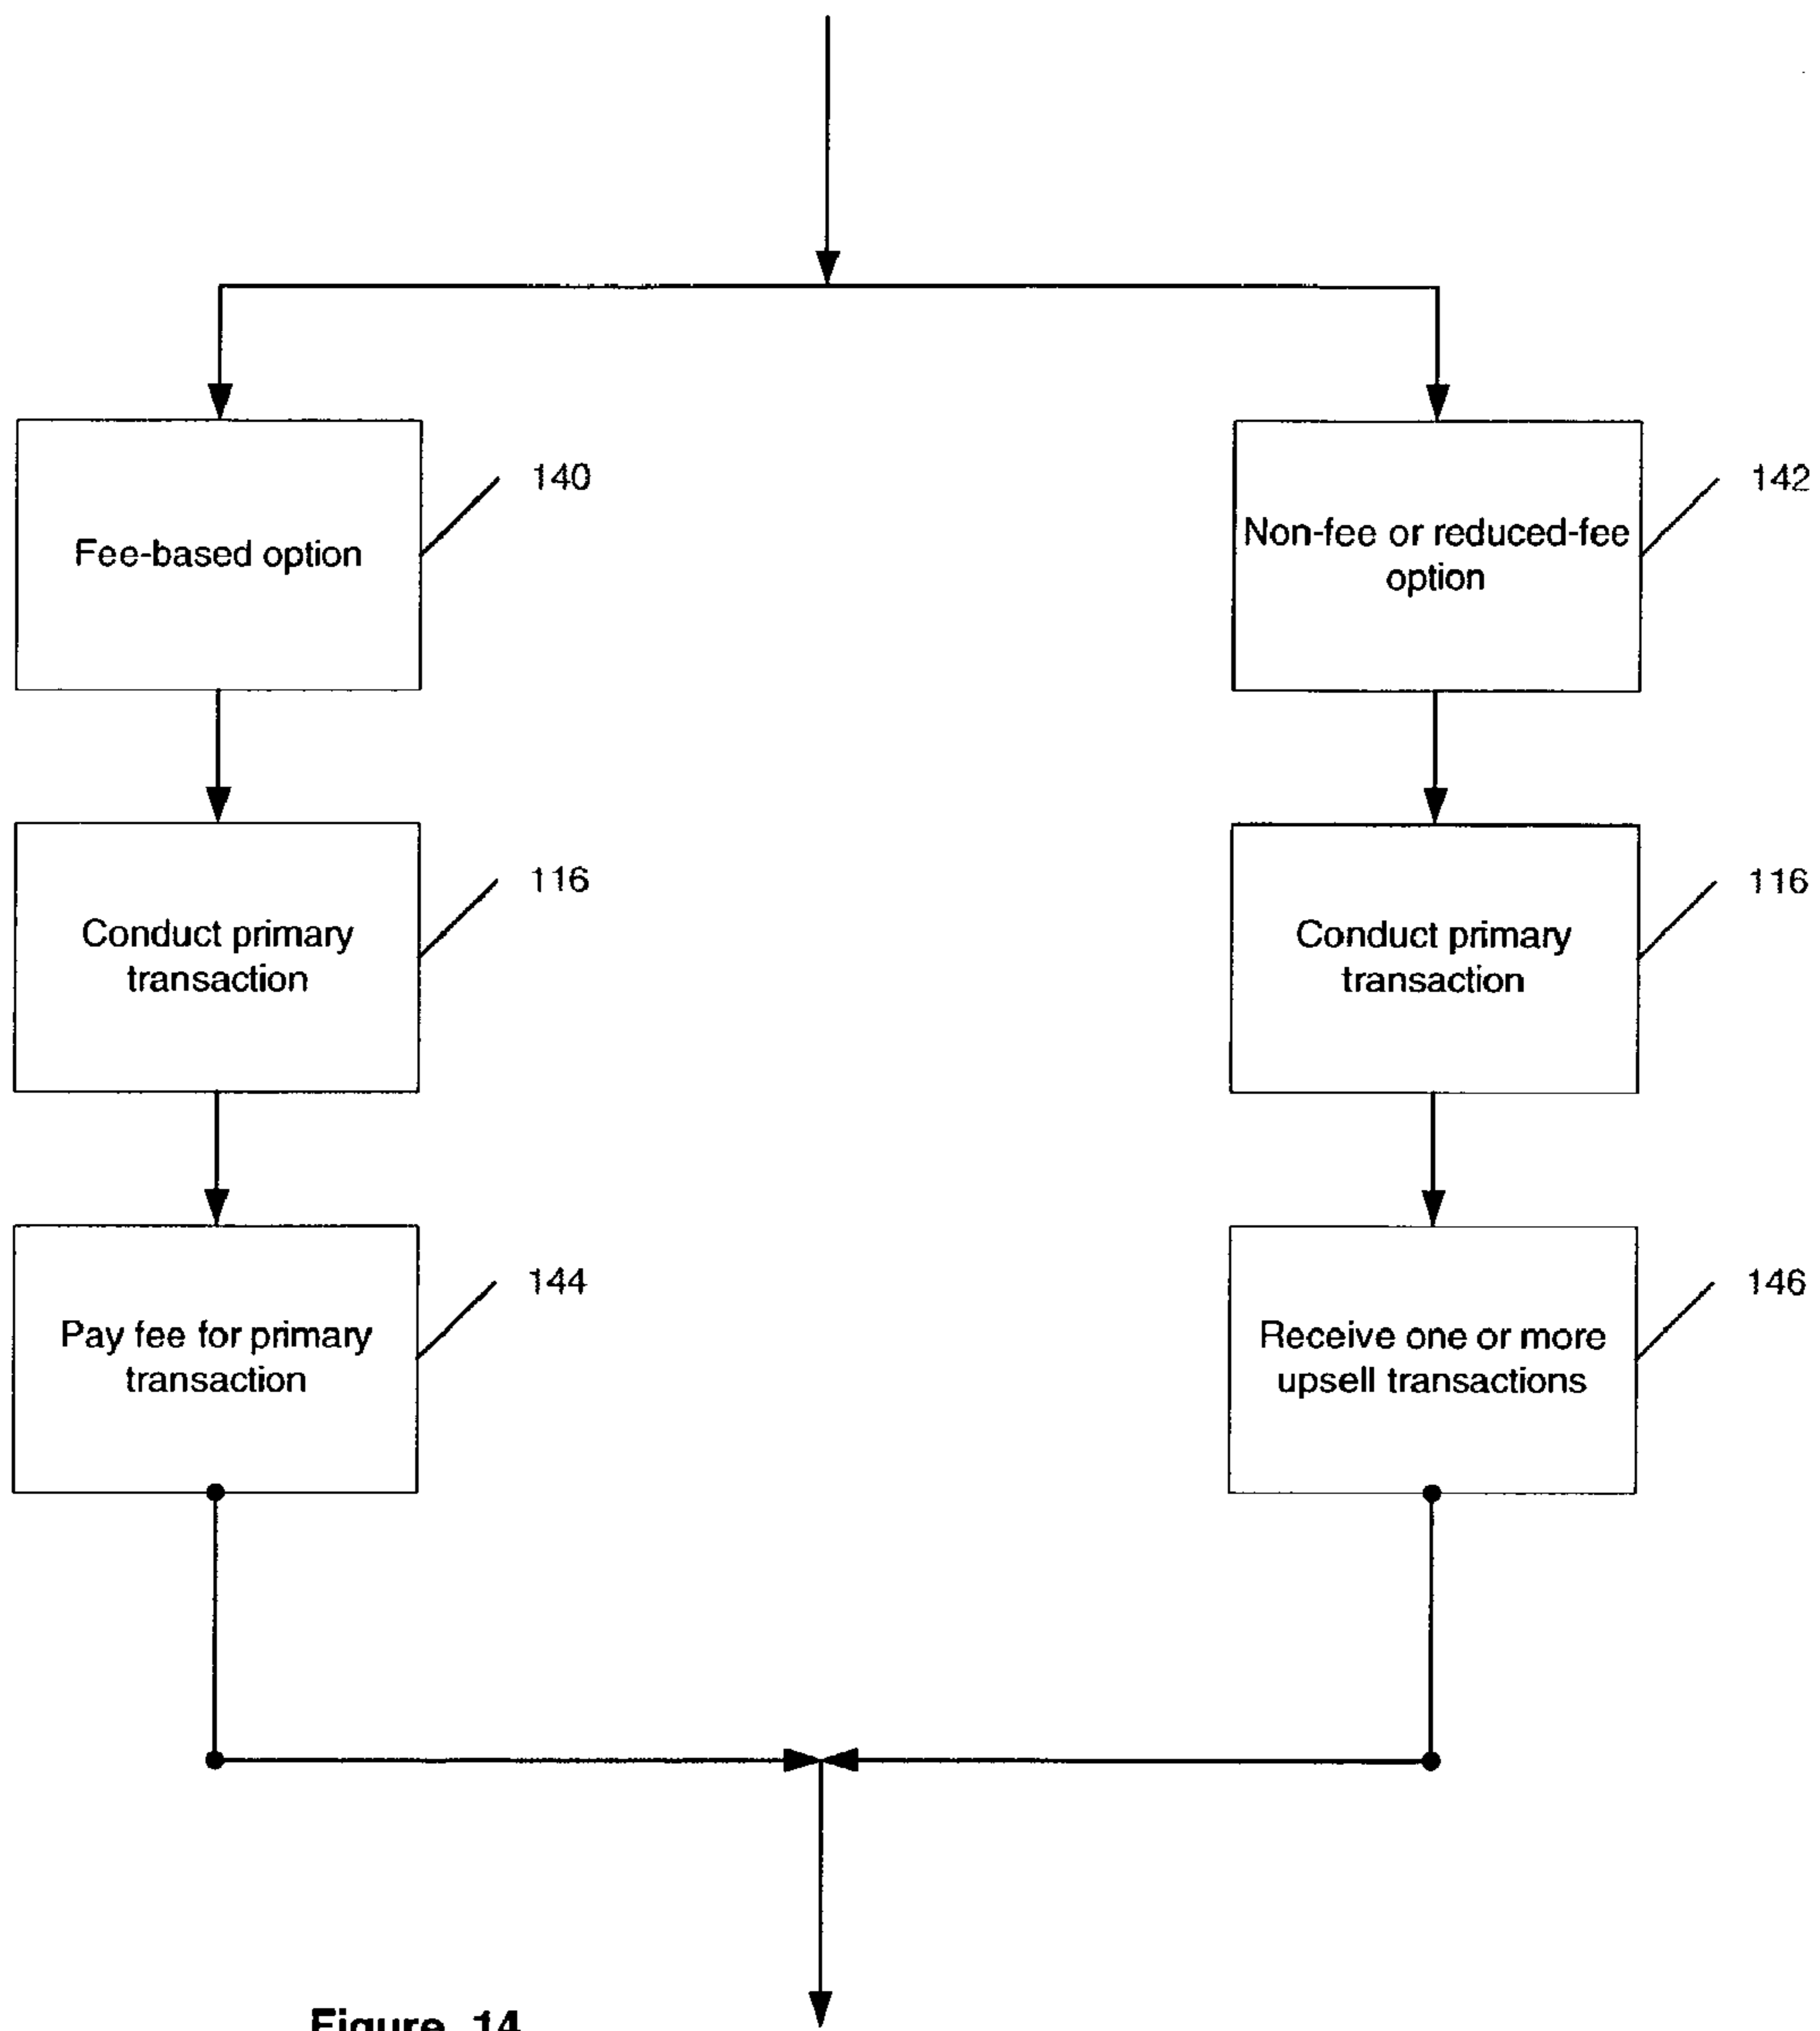 Fee-based option
140
Non-fee or reduced-fee
option
142
Conduct primary
transaction
116
Conduct primary
transaction
116
Pay fee for primary
transaction
144
Receive one or more
upsell transactions
146
Figure 14